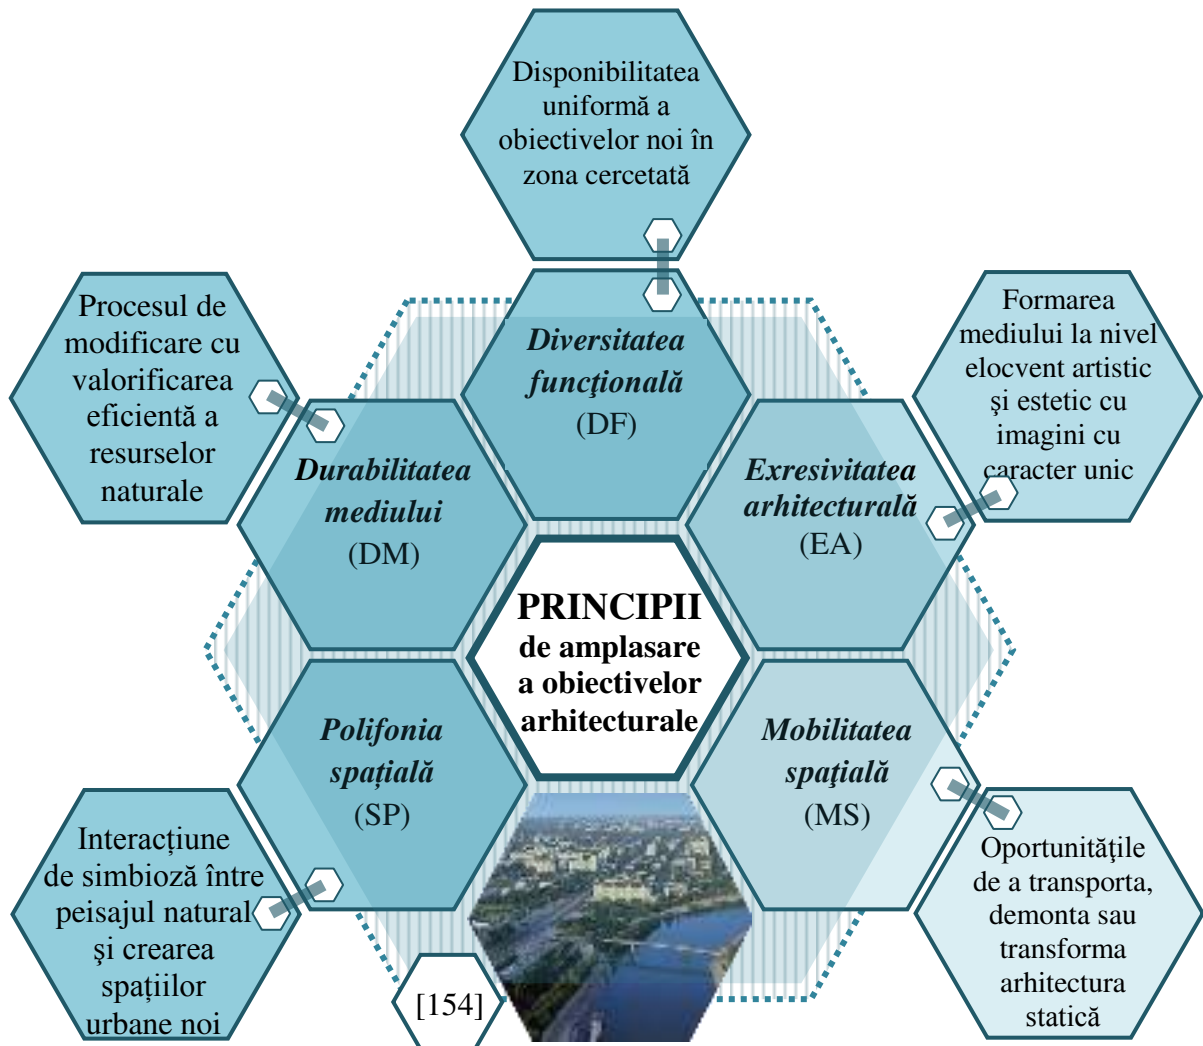 Disponibilitatea
uniformă a
obiectivelor noi în
zona cercetată
Procesul de
modificare cu
valorificarea
eficientă a
resurselor
naturale
Formarea
mediului la nivel
elocvent artistic
şi estetic cu
imagini cu
caracter unic
Diversitatea
funcţională
(DF)
Durabilitatea
mediului
(DM)
Exresivitatea
arhitecturală
(EA)
PRINCIPII
de amplasare
a obiectivelor
arhitecturale
Polifonia
spațială
(SP)
Mobilitatea
spaţială
(MS)
Interacțiune
de simbioză între
peisajul natural
şi crearea
spațiilor
urbane noi
Oportunităţile
de a transporta,
demonta sau
transforma
arhitectura
statică
[154]